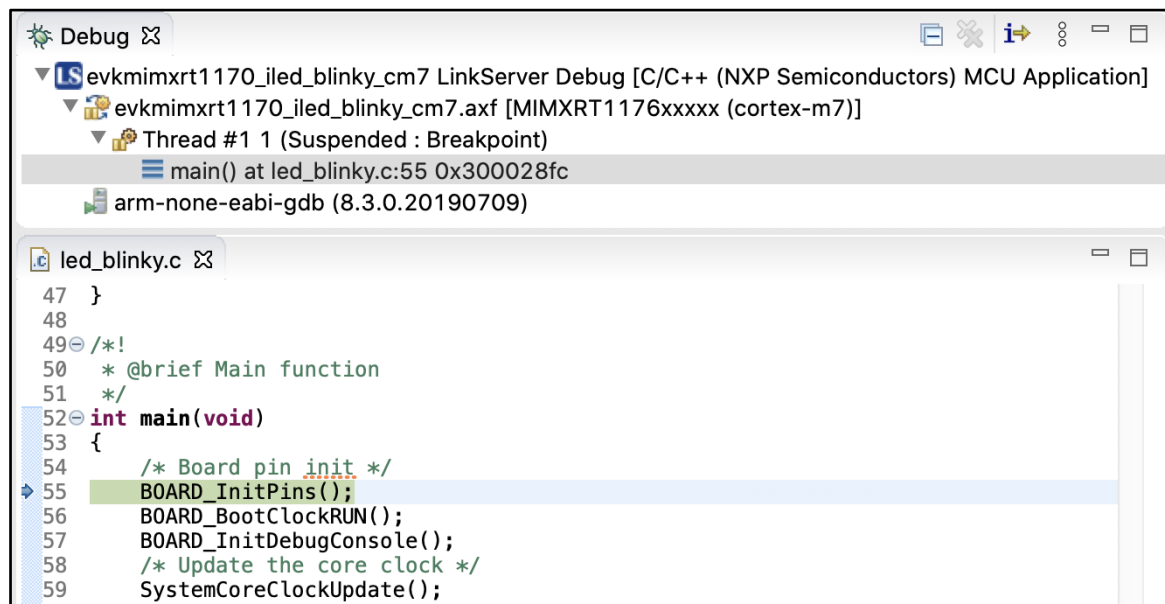 Debug
LS evkmimxrt1170_iled_blinky_cm7 LinkServer Debug [C/C++ (NXP Semiconductors) MCU Application]
evkmimxrt1170_iled_blinky_cm7.axf [MIMXRT1176xxxxx (cortex-m7)]
Thread #1 1 (Suspended : Breakpoint)
main() at led_blinky.c:55 0x300028fc
arm-none-eabi-gdb (8.3.0.20190709)
.c led_blinky.c
47 }
48
49 /*!
50 * @brief Main function
51 */
52 int main(void)
53 {
54 /* Board pin init */
55 BOARD_InitPins();
56 BOARD_BootClockRUN();
57 BOARD_InitDebugConsole();
58 /* Update the core clock */
59 SystemCoreClockUpdate();